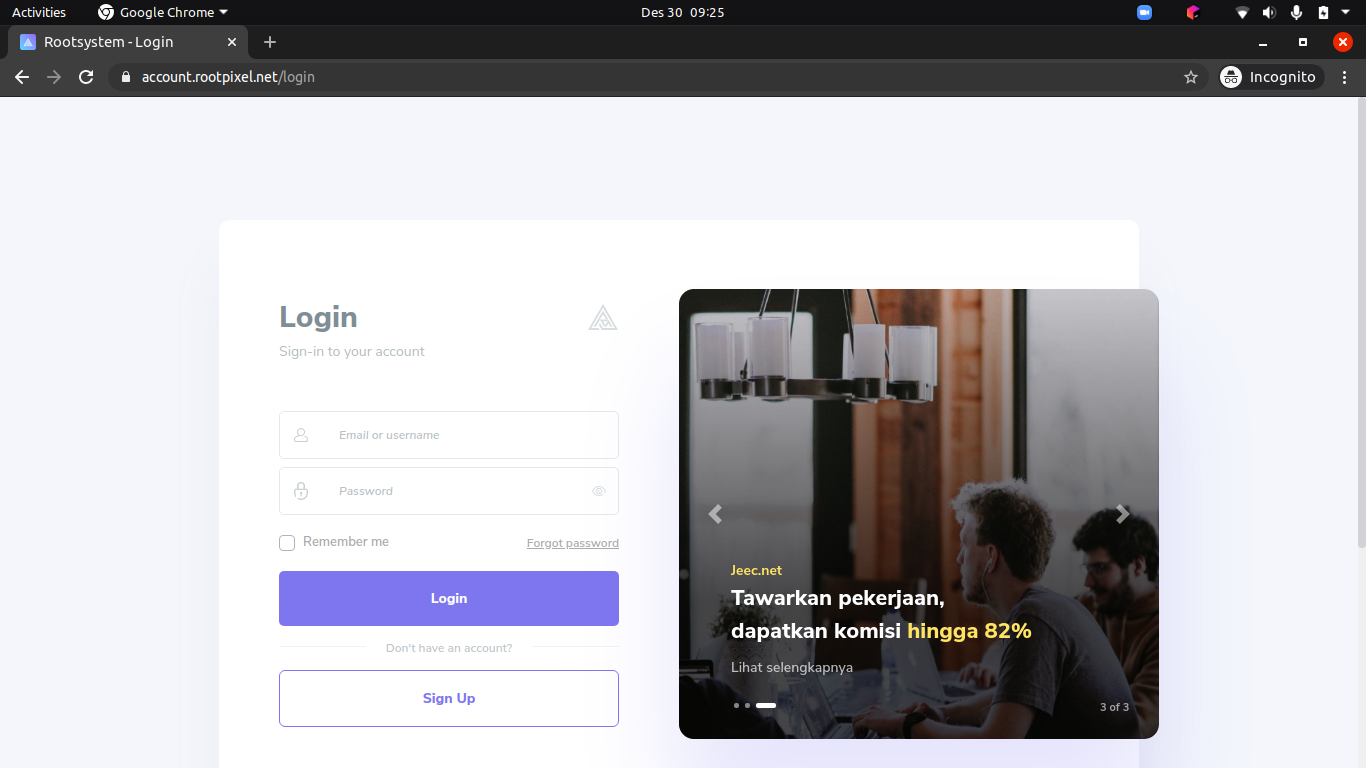 Activities
Google Chrome
Des 30 09:25
Rootsystem - Login
account.rootpixel.net/login
Incognito
Login
Sign-in to your account
Email or username
Password
Remember me
Forgot password
Login
Don't have an account?
Sign Up
Jeec.net
Tawarkan pekerjaan,
dapatkan komisi hingga 82%
Lihat selengkapnya
3 of 3